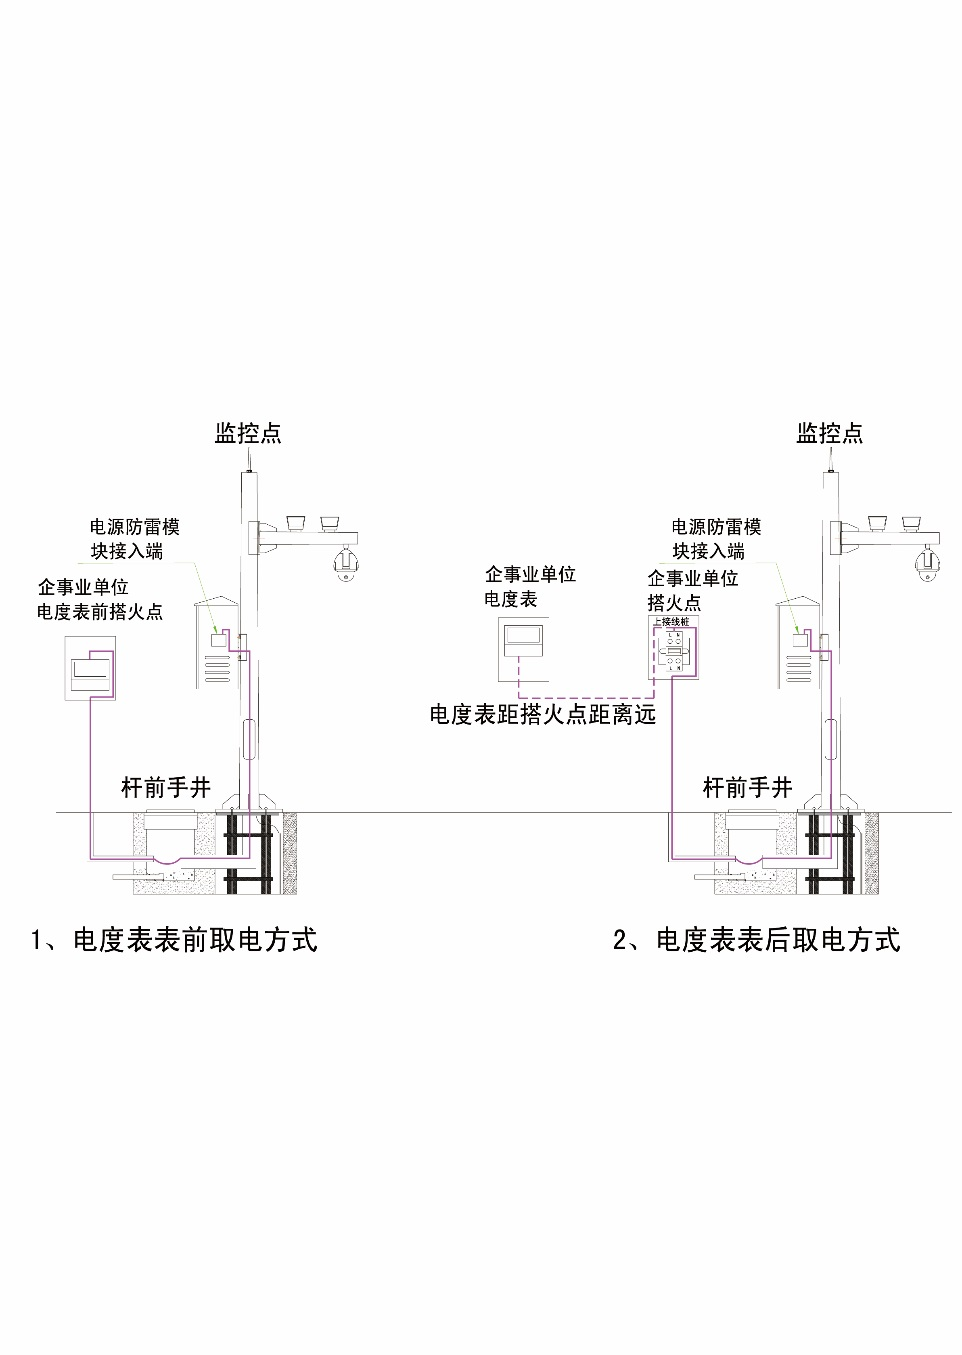 监控点
电源防雷模
块接入端
企事业单位
电度表前搭火点
杆前手井
1、电度表表前取电方式
监控点
电源防雷模
块接入端
企事业单位
电度表
企事业单位
搭火点
上接线桩
L N
L N
电度表距搭火点距离远
杆前手井
2、电度表表后取电方式